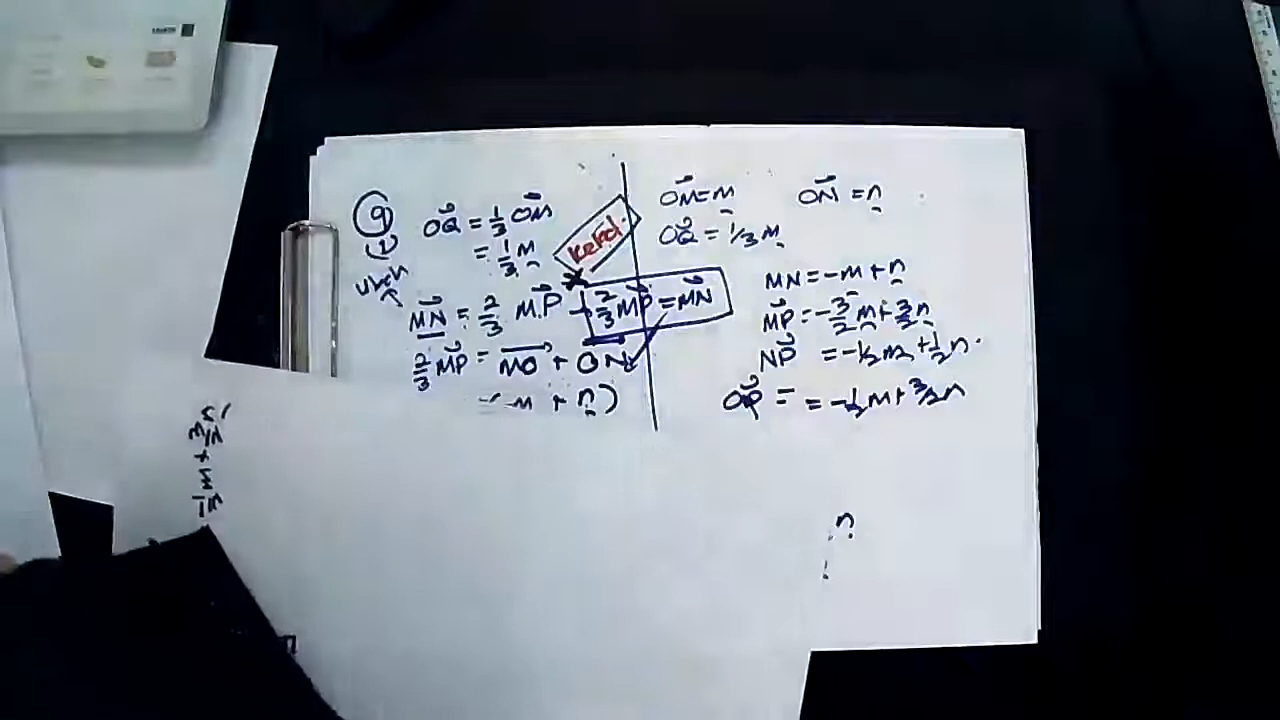 9
OQ = 1/3 OM
= 1/3 m
Kekal
MN = 2/3 MP → 2/3 MP = MN
2/3 MP = MO + ON
= -m + n)
OM = m ON = n
OQ = 1/3 m
MN = -m + n
MP = -3/2 m + 3/2 n
NP = -1/2 m + 1/2 n
OP = = -1/2 m + 3/2 n
n